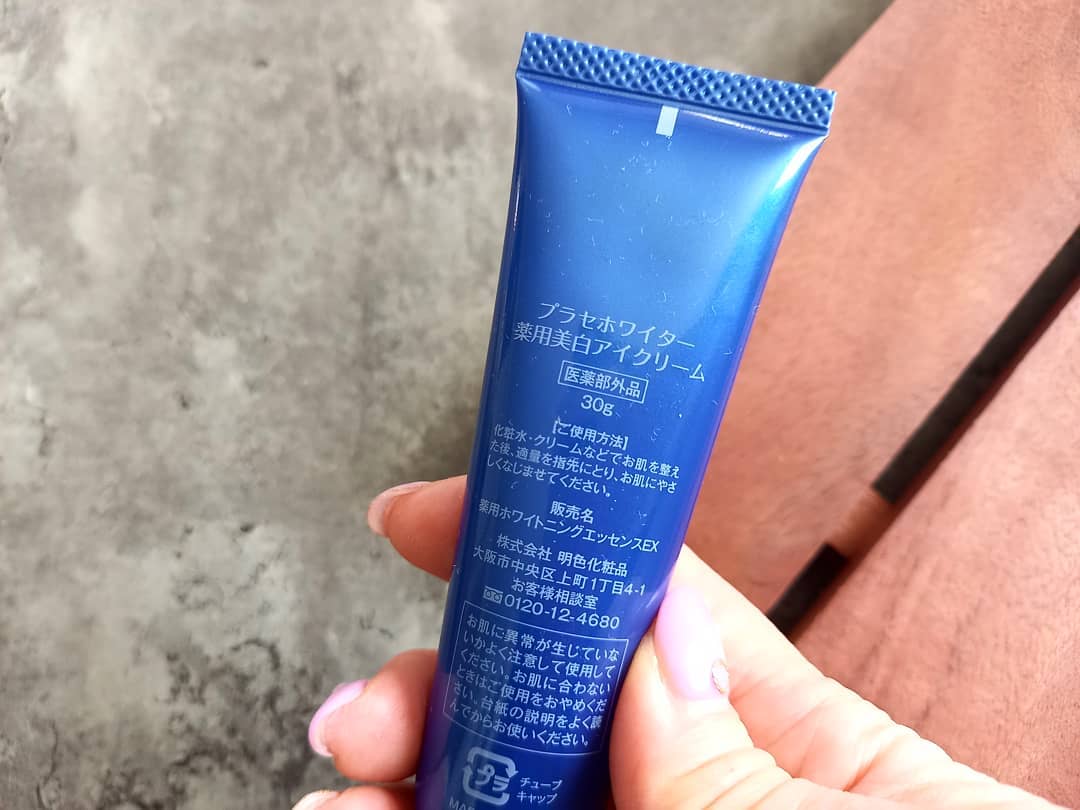 プラセホワイター
薬用美白アイクリーム
医薬部外品
30g
【ご使用方法】
化粧水・クリームなどでお肌を整え
た後、適量を指先にとり、お肌にやさ
しくなじませてください。
販売名
薬用ホワイトニングエッセンスEX
株式会社 明色化粧品
大阪市中央区上町1丁目4-1
お客様相談室
0120-12-4680
お肌に異常が生じていな
いかよく注意して使用して
ください。お肌に合わない
ときはご使用をおやめくだ
さい。台紙の説明をよく読
んでからお使いください。
プラ
チューブ
キャップ